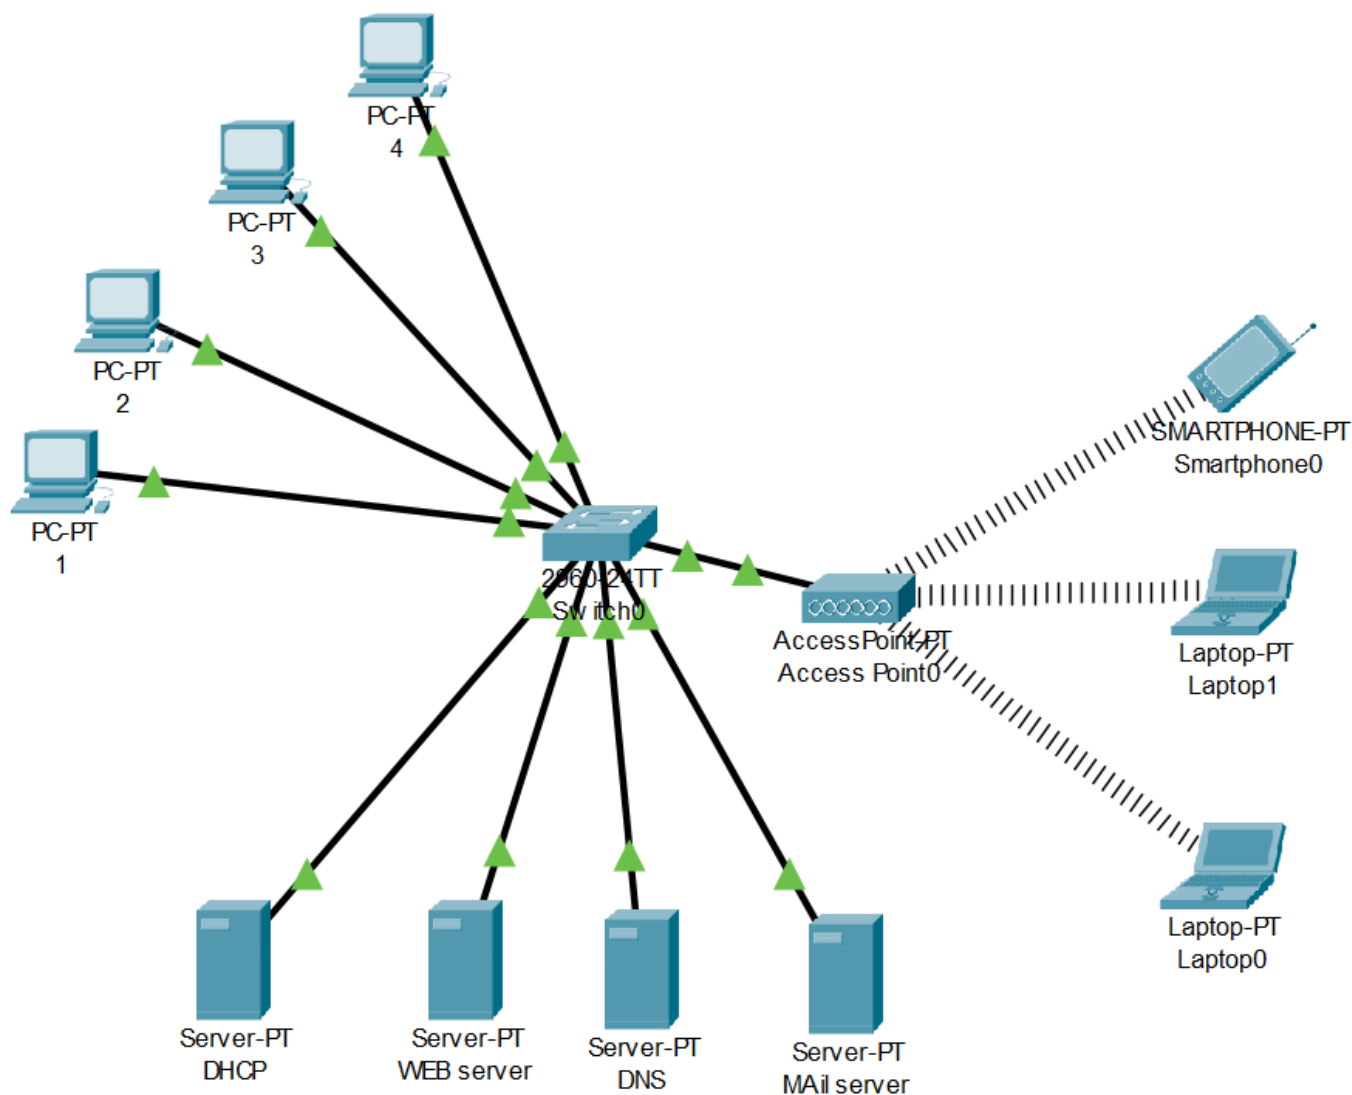 PC-PT
4
PC-PT
3
PC-PT
2
PC-PT
1
SMARTPHONE-PT
Smartphone0
2960-24TT
Switch0
AccessPoint-PT
Access Point0
Laptop-PT
Laptop1
Laptop-PT
Laptop0
Server-PT
DHCP
Server-PT
WEB server
Server-PT
DNS
Server-PT
MAil server